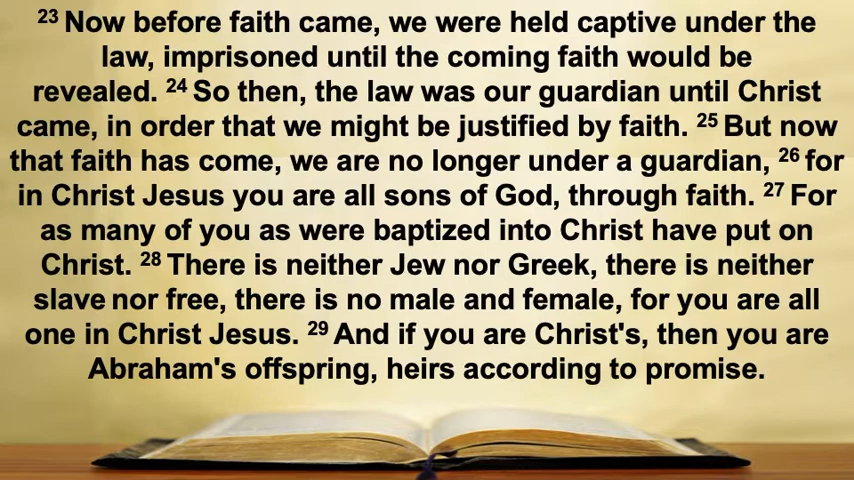 23 Now before faith came, we were held captive under the
law, imprisoned until the coming faith would be
revealed. 24 So then, the law was our guardian until Christ
came, in order that we might be justified by faith. 25 But now
that faith has come, we are no longer under a guardian, 26 for
in Christ Jesus you are all sons of God, through faith. 27 For
as many of you as were baptized into Christ have put on
Christ. 28 There is neither Jew nor Greek, there is neither
slave nor free, there is no male and female, for you are all
one in Christ Jesus. 29 And if you are Christ's, then you are
Abraham's offspring, heirs according to promise.